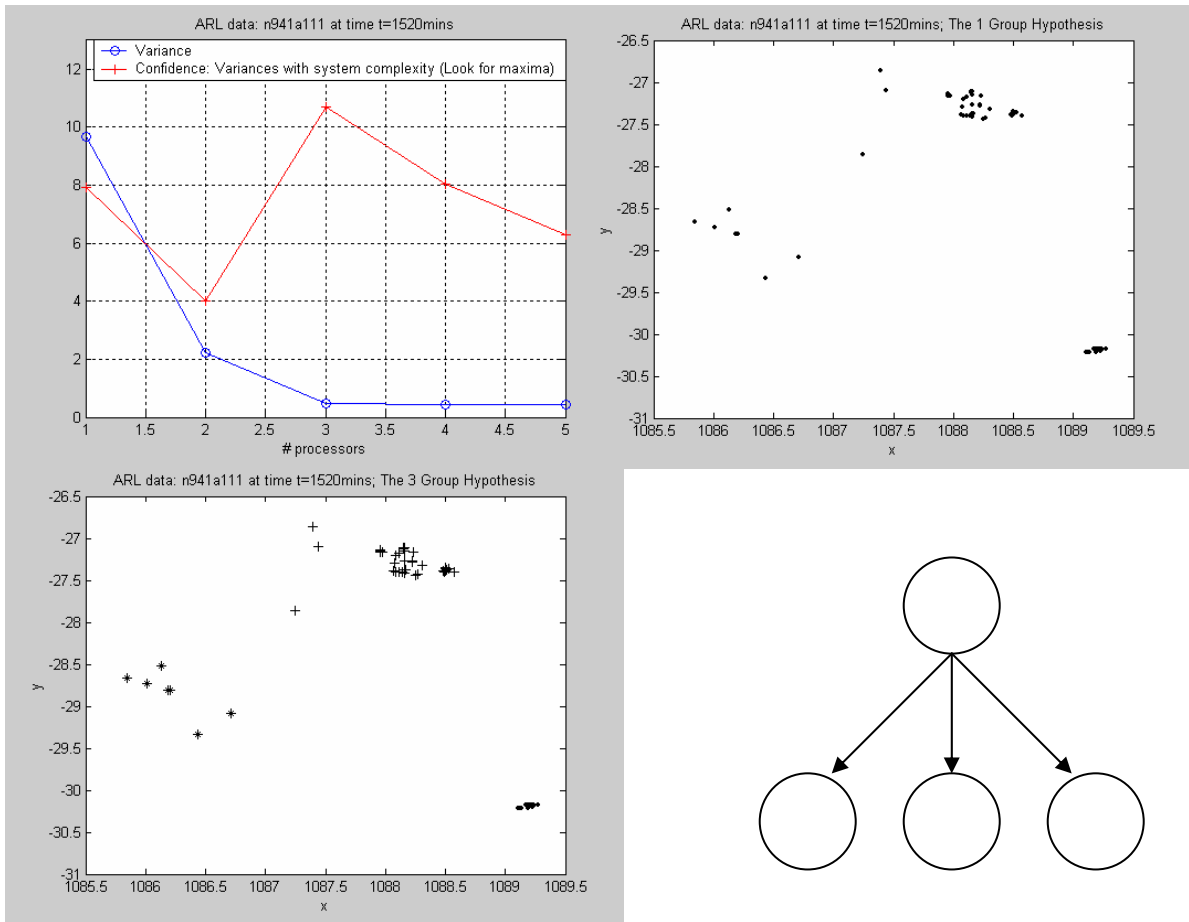 ARL data: n941a111 at time t=1520mins
Variance
Confidence: Variances with system complexity (Look for maxima)
12
10
8
6
4
2
0
1 1.5 2 2.5 3 3.5 4 4.5 5
# processors
ARL data: n941a111 at time t=1520mins; The 1 Group Hypothesis
-26.5
-27
-27.5
-28
-28.5
y
-29
-29.5
-30
-30.5
-31
1085.5 1086 1086.5 1087 1087.5 1088 1088.5 1089 1089.5
x
ARL data: n941a111 at time t=1520mins; The 3 Group Hypothesis
-26.5
-27
-27.5
-28
-28.5
y
-29
-29.5
-30
-30.5
-31
1085.5 1086 1086.5 1087 1087.5 1088 1088.5 1089 1089.5
x